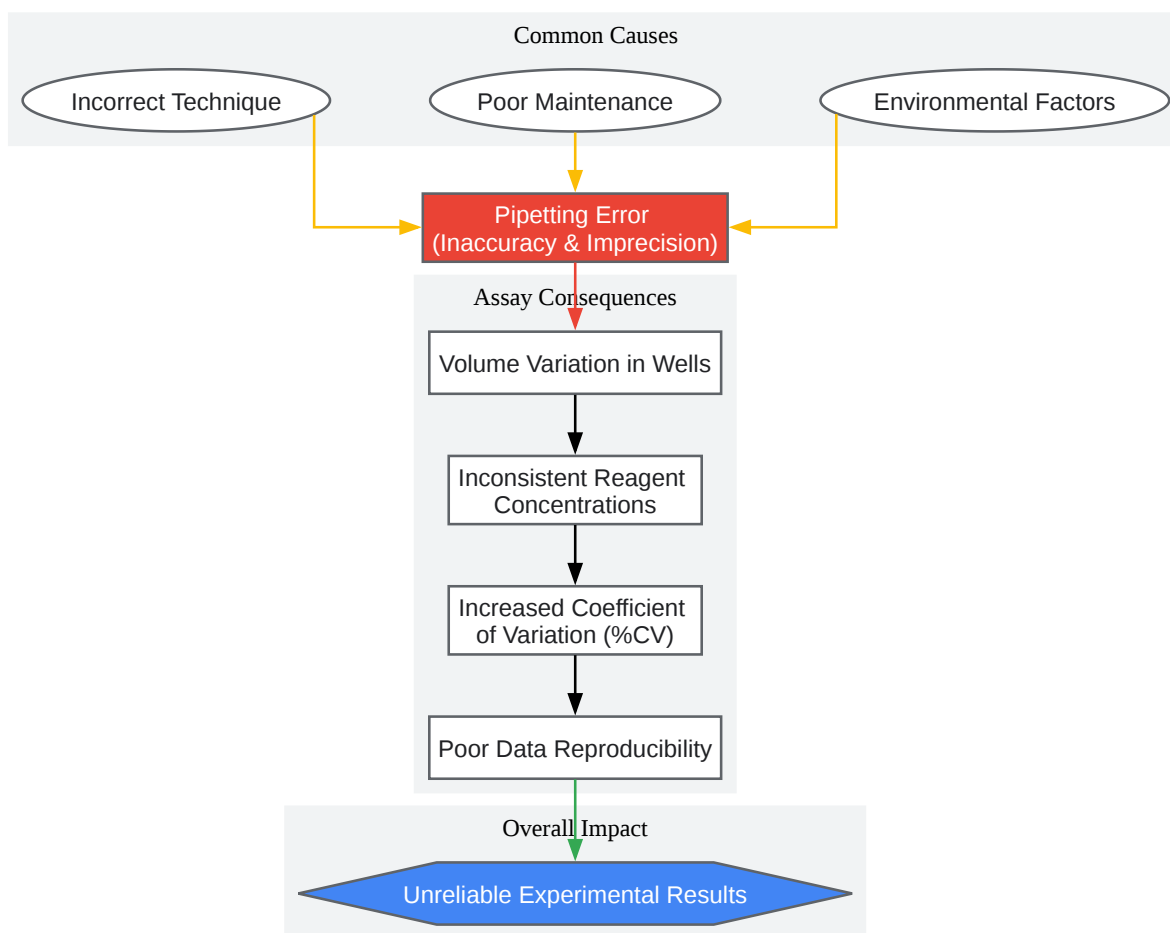 Common Causes
Incorrect Technique
Poor Maintenance
Environmental Factors
Pipetting Error
(Inaccuracy & Imprecision)
Assay Consequences
Volume Variation in Wells
Inconsistent Reagent
Concentrations
Increased Coefficient
of Variation (%CV)
Poor Data Reproducibility
Overall Impact
Unreliable Experimental Results